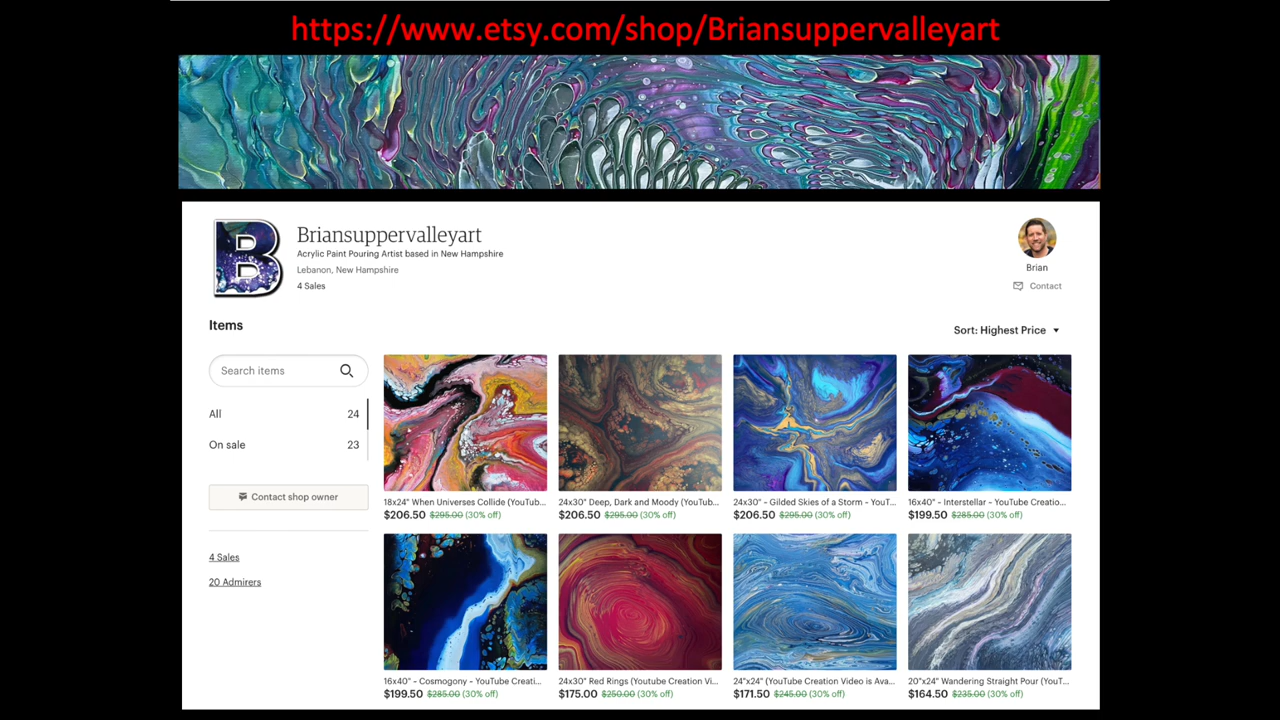 https://www.etsy.com/shop/Briansuppervalleyart
B
Briansuppervalleyart
Acrylic Paint Pouring Artist based in New Hampshire
Lebanon, New Hampshire
4 Sales
Brian
Contact
Items
Sort: Highest Price
Search items
All 24
On sale 23
Contact shop owner
4 Sales
20 Admirers
18x24" When Universes Collide (YouTub...
$206.50 $295.00 (30% off)
24x30" Deep, Dark and Moody (YouTub...
$206.50 $295.00 (30% off)
24x30" - Gilded Skies of a Storm - YouT...
$206.50 $295.00 (30% off)
16x40" - Interstellar - YouTube Creatio...
$199.50 $285.00 (30% off)
16x40" - Cosmogony - YouTube Creati...
$199.50 $285.00 (30% off)
24x30" Red Rings (Youtube Creation Vi...
$175.00 $250.00 (30% off)
24"x24" (YouTube Creation Video is Ava...
$171.50 $245.00 (30% off)
20"x24" Wandering Straight Pour (YouT...
$164.50 $235.00 (30% off)